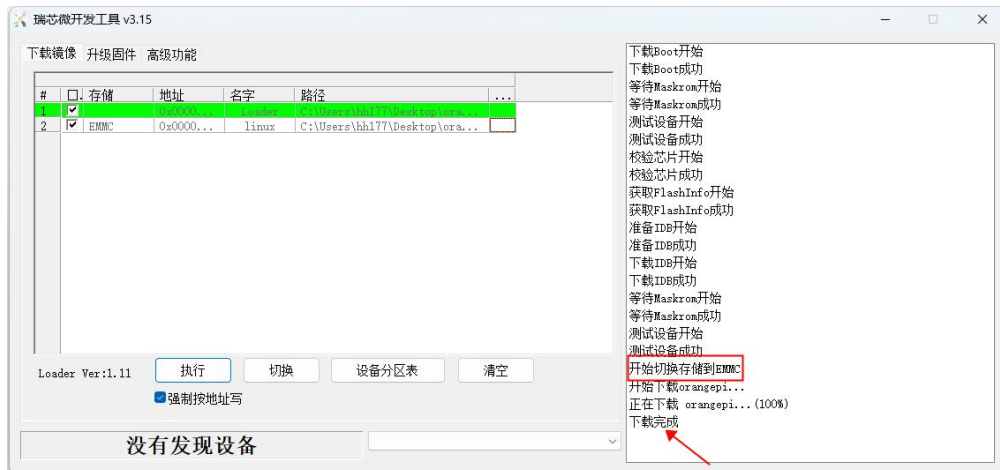 瑞芯微开发工具 v3.15
下载镜像 升级固件 高级功能
# 存储 地址 名字 路径 ...
1 0x0000... Loader C:\Users\hh177\Desktop\ora...
2 EMMC 0x0000... linux C:\Users\hh177\Desktop\ora...
Loader Ver:1.11 执行 切换 设备分区表 清空
强制按地址写
没有发现设备
下载Boot开始
下载Boot成功
等待Maskrom开始
等待Maskrom成功
测试设备开始
测试设备成功
校验芯片开始
校验芯片成功
获取FlashInfo开始
获取FlashInfo成功
准备IDB开始
准备IDB成功
下载IDB开始
下载IDB成功
等待Maskrom开始
等待Maskrom成功
测试设备开始
测试设备成功
开始切换存储到EMMC
开始下载orangepi...
正在下载 orangepi...(100%)
下载完成